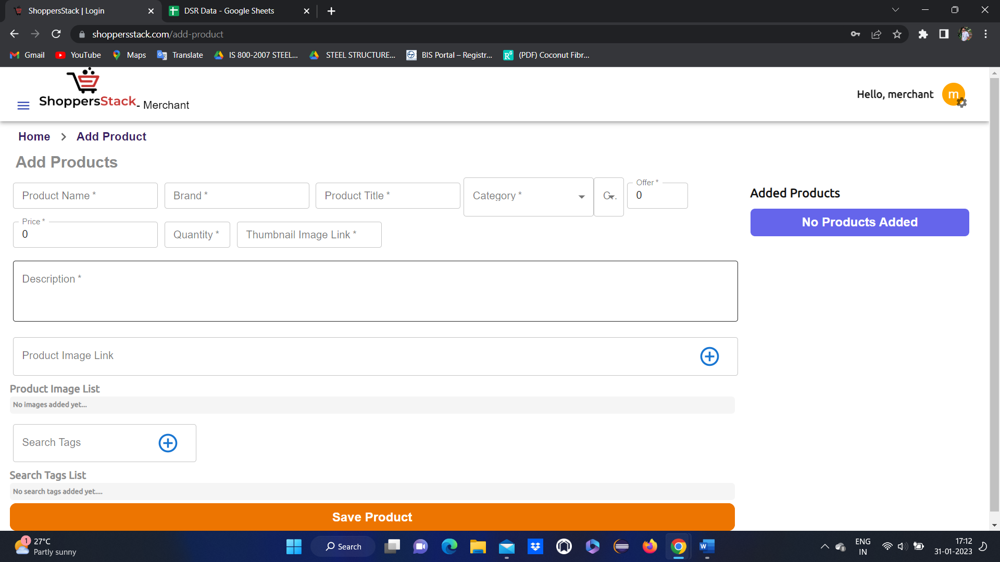 ShoppersStack | Login
DSR Data - Google Sheets
shoppersstack.com/add-product
Gmail
YouTube
Maps
Translate
IS 800-2007 STEEL...
STEEL STRUCTURE...
BIS Portal – Registr...
(PDF) Coconut Fibr...
ShoppersStack - Merchant
Hello, merchant
m
Home > Add Product
Add Products
Product Name *
Brand *
Product Title *
Category *
Offer *
0
Price *
0
Quantity *
Thumbnail Image Link *
Added Products
No Products Added
Description *
Product Image Link
Product Image List
No images added yet...
Search Tags
Search Tags List
No search tags added yet....
Save Product
1
27°C
Partly sunny
Search
ENG
IN
17:12
31-01-2023